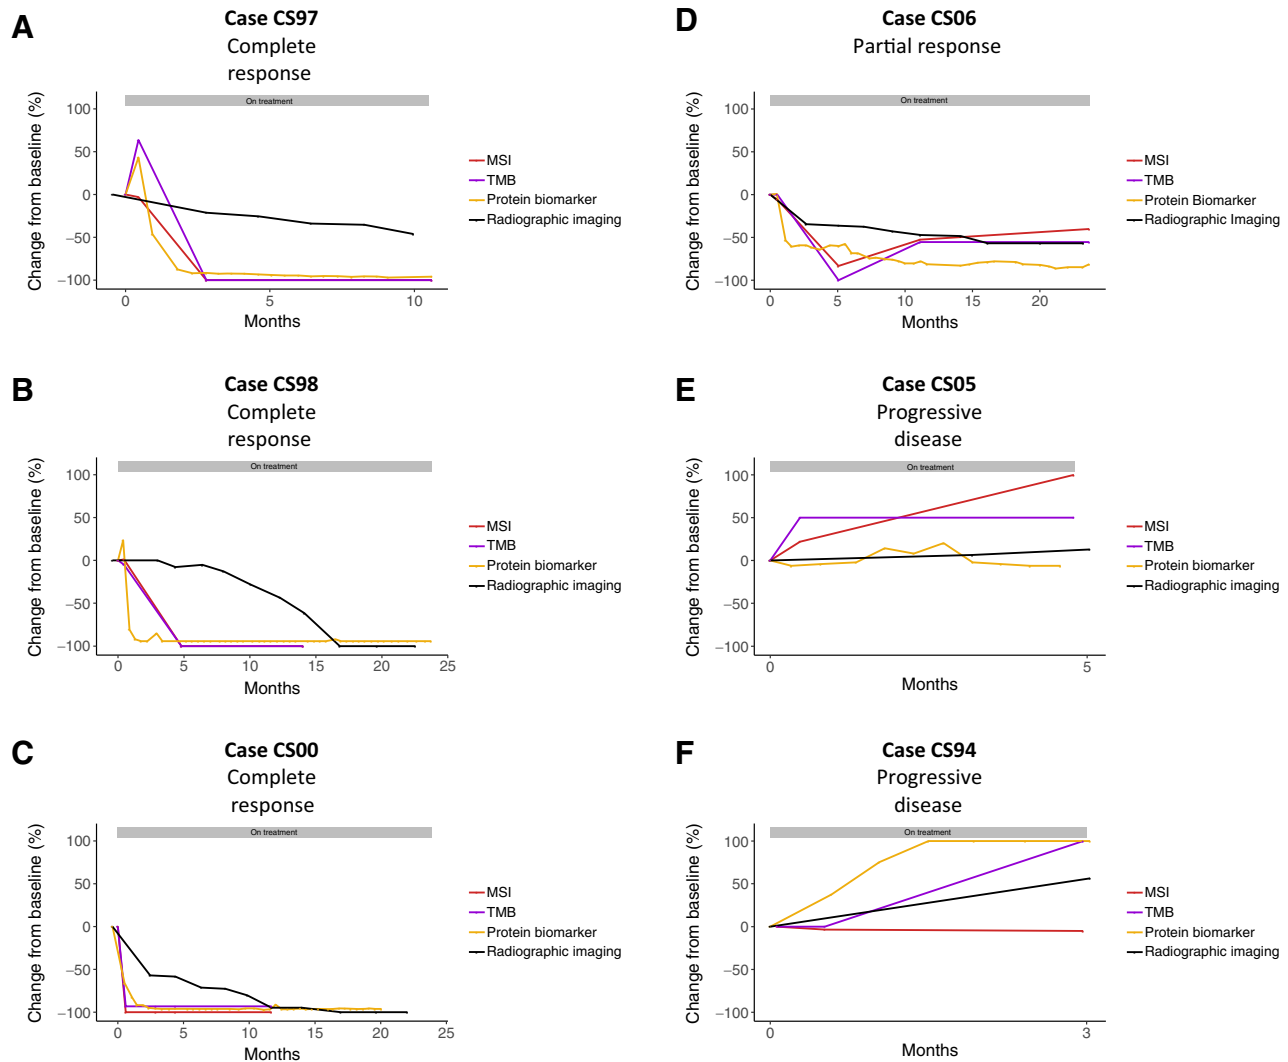 A
Case CS97
Complete
response
Change from baseline (%)
On treatment
100
50
0
−50
−100
0 5 10
Months
MSI
TMB
Protein biomarker
Radiographic imaging
D
Case CS06
Partial response
Change from baseline (%)
On treatment
100
50
0
−50
−100
0 5 10 15 20
Months
MSI
TMB
Protein Biomarker
Radiographic Imaging
B
Case CS98
Complete
response
Change from baseline (%)
On treatment
100
50
0
−50
−100
0 5 10 15 20 25
Months
MSI
TMB
Protein biomarker
Radiographic imaging
E
Case CS05
Progressive
disease
Change from baseline (%)
On treatment
100
50
0
−50
−100
0 5
Months
MSI
TMB
Protein biomarker
Radiographic imaging
C
Case CS00
Complete
response
Change from baseline (%)
On treatment
100
50
0
−50
−100
0 5 10 15 20 25
Months
MSI
TMB
Protein biomarker
Radiographic imaging
F
Case CS94
Progressive
disease
Change from baseline (%)
On treatment
100
50
0
−50
−100
0 3
Months
MSI
TMB
Protein biomarker
Radiographic imaging